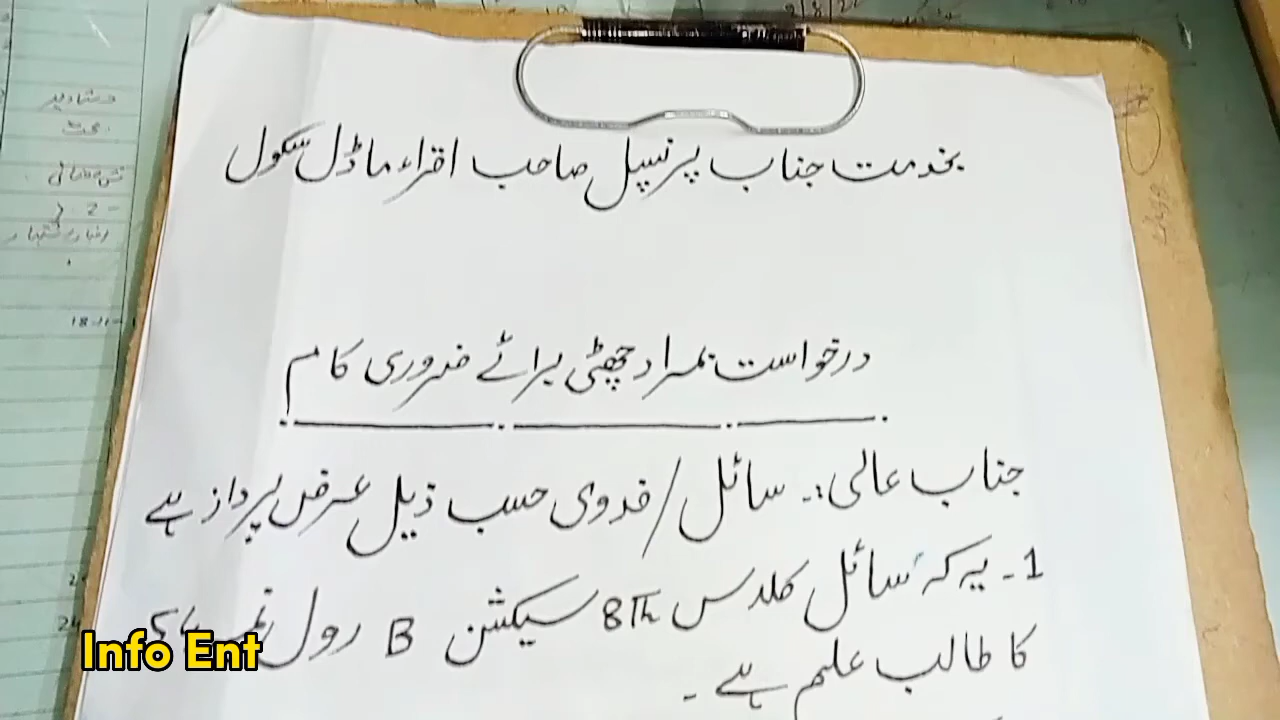 بخدمت جناب پرنسپل صاحب اقراء ماڈل سکول
درخواست بمراد چھٹی برائے ضروری کام
جناب عالی:۔ سائل/فدوی حسب ذیل عرض پرداز ہے
1۔ یہ کہ سائل کلاس 8th سیکشن B رول نمبر
کا طالب علم ہے ۔
Info Ent